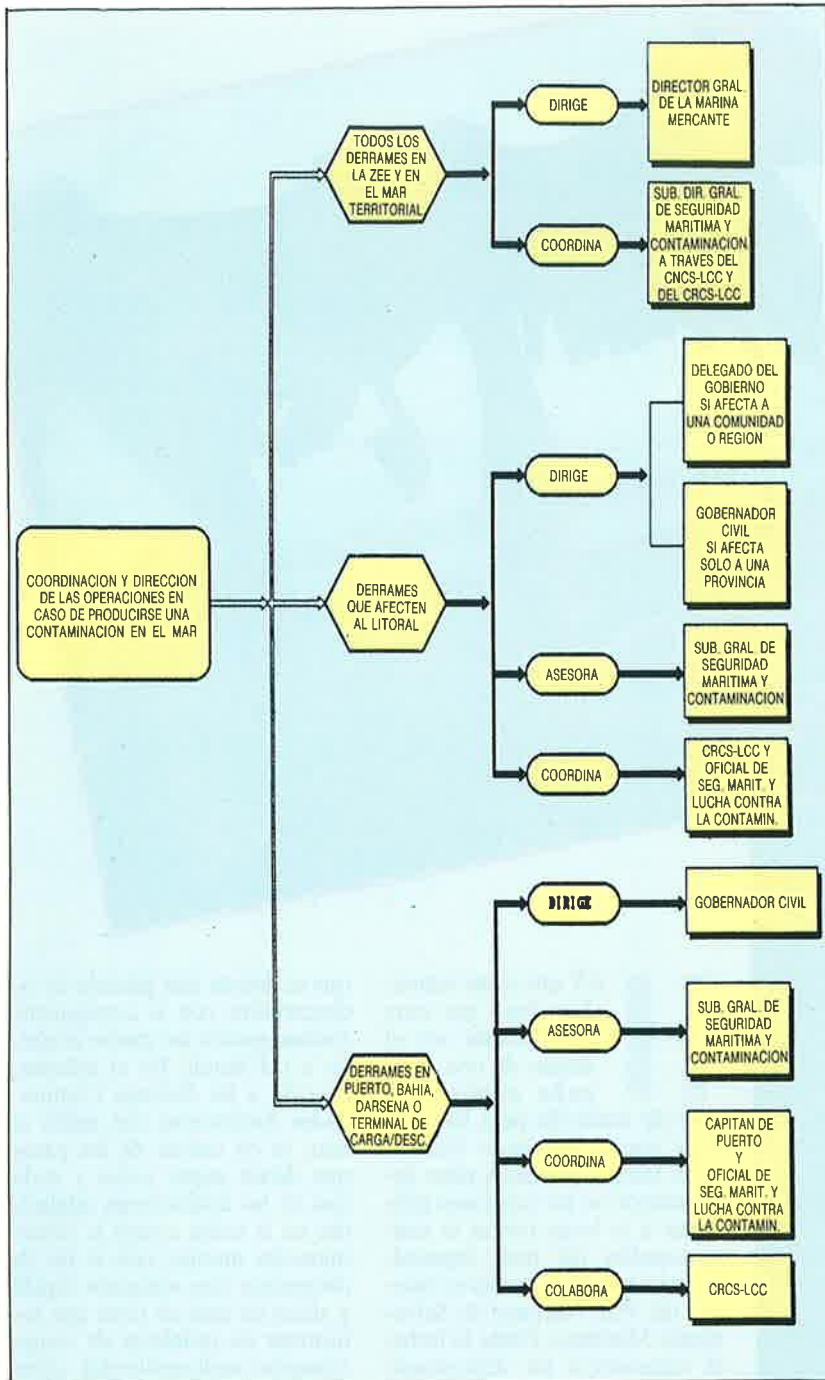 COORDINACION Y DIRECCION
DE LAS OPERACIONES EN
CASO DE PRODUCIRSE UNA
CONTAMINACION EN EL MAR
TODOS LOS
DERRAMES EN
LA ZEE Y EN
EL MAR
TERRITORIAL
DIRIGE
DIRECTOR GRAL.
DE LA MARINA
MERCANTE
COORDINA
SUB. DIR. GRAL.
DE SEGURIDAD
MARITIMA Y
CONTAMINACION
A TRAVES DEL
CNCS-LCC Y
DEL CRCS-LCC
DERRAMES
QUE AFECTEN
AL LITORAL
DIRIGE
DELEGADO DEL
GOBIERNO
SI AFECTA A
UNA COMUNIDAD
O REGION
GOBERNADOR
CIVIL
SI AFECTA
SOLO A UNA
PROVINCIA
ASESORA
SUB. GRAL. DE
SEGURIDAD
MARITIMA Y
CONTAMINACION
COORDINA
CRCS-LCC Y
OFICIAL DE
SEG. MARIT. Y
LUCHA CONTRA
LA CONTAMIN.
DERRAMES EN
PUERTO, BAHIA,
DARSENA O
TERMINAL DE
CARGA/DESC.
DIRIGE
GOBERNADOR CIVIL
ASESORA
SUB. GRAL. DE
SEGURIDAD
MARITIMA Y
CONTAMINACION
COORDINA
CAPITAN DE
PUERTO
Y
OFICIAL DE
SEG. MARIT. Y
LUCHA CONTRA
LA CONTAMIN.
COLABORA
CRCS-LCC